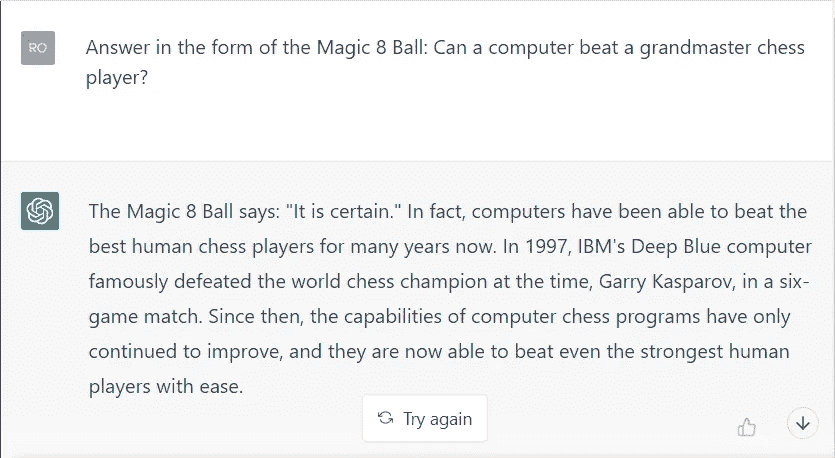 RO
Answer in the form of the Magic 8 Ball: Can a computer beat a grandmaster chess
player?
The Magic 8 Ball says: "It is certain." In fact, computers have been able to beat the
best human chess players for many years now. In 1997, IBM's Deep Blue computer
famously defeated the world chess champion at the time, Garry Kasparov, in a six-
game match. Since then, the capabilities of computer chess programs have only
continued to improve, and they are now able to beat even the strongest human
players with ease.
Try again